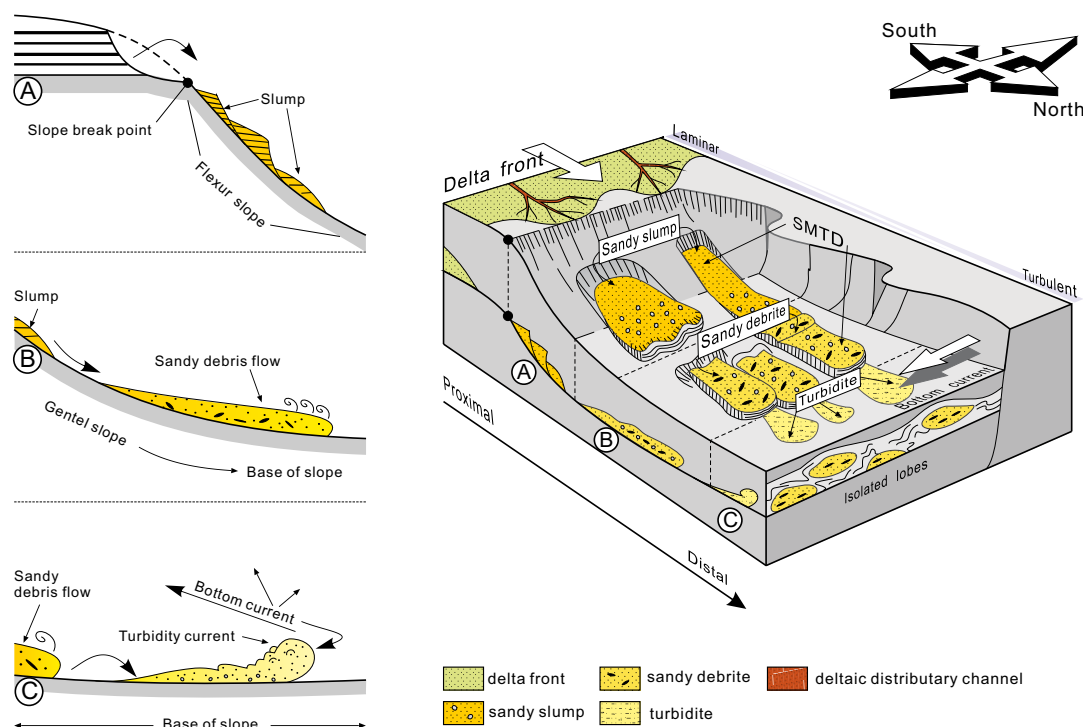 A
Slope break point
Slump
Flexur slope
Slump
B
Sandy debris flow
Gentel slope
Base of slope
Sandy
debris flow
Bottom current
Turbidity current
C
Base of slope
South
North
Laminar
Turbulent
Delta front
Sandy slump
SMTD
Sandy debrite
Turbidite
Bottom current
Isolated lobes
A
B
C
Proximal
Distal
delta front
sandy debrite
deltaic distributary channel
sandy slump
turbidite